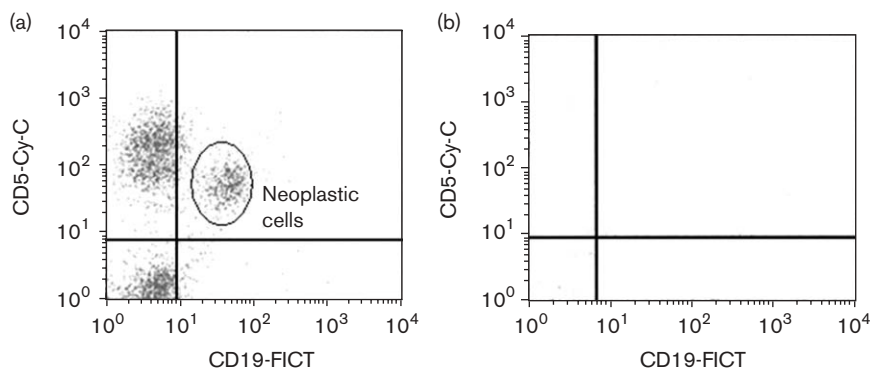 (a)
10⁴
10³
10²
10¹
10⁰
CD5-Cy-C
Neoplastic
cells
10⁰ 10¹ 10² 10³ 10⁴
CD19-FICT
(b)
10⁴
10³
10²
10¹
10⁰
CD5-Cy-C
10⁰ 10¹ 10² 10³ 10⁴
CD19-FICT